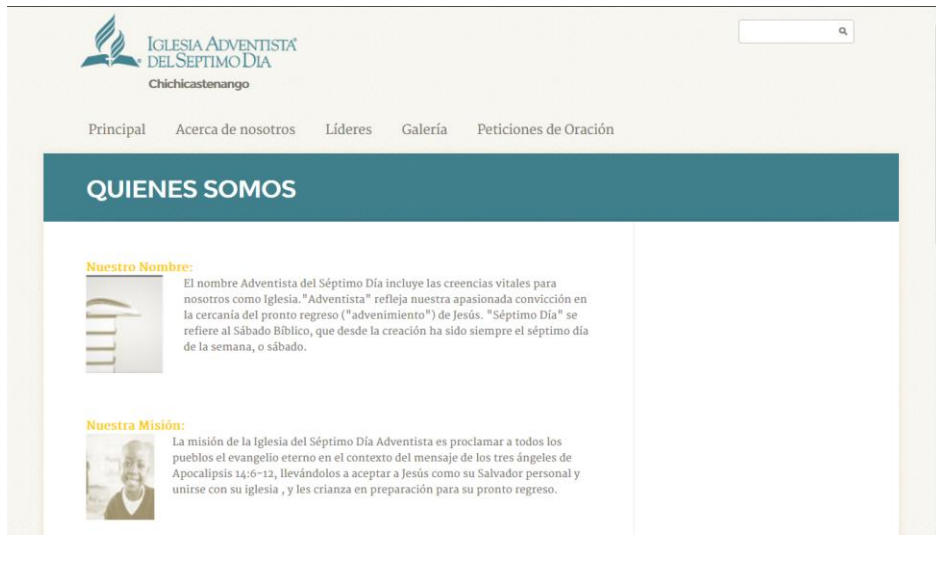 IGLESIA ADVENTISTA®
DEL SEPTIMO DIA
Chichicastenango
Principal Acerca de nosotros Líderes Galería Peticiones de Oración
QUIENES SOMOS
Nuestro Nombre:
El nombre Adventista del Séptimo Día incluye las creencias vitales para
nosotros como Iglesia."Adventista" refleja nuestra apasionada convicción en
la cercanía del pronto regreso ("advenimiento") de Jesús. "Séptimo Día" se
refiere al Sábado Bíblico, que desde la creación ha sido siempre el séptimo día
de la semana, o sábado.
Nuestra Misión:
La misión de la Iglesia del Séptimo Día Adventista es proclamar a todos los
pueblos el evangelio eterno en el contexto del mensaje de los tres ángeles de
Apocalipsis 14:6-12, llevándolos a aceptar a Jesús como su Salvador personal y
unirse con su iglesia , y les crianza en preparación para su pronto regreso.